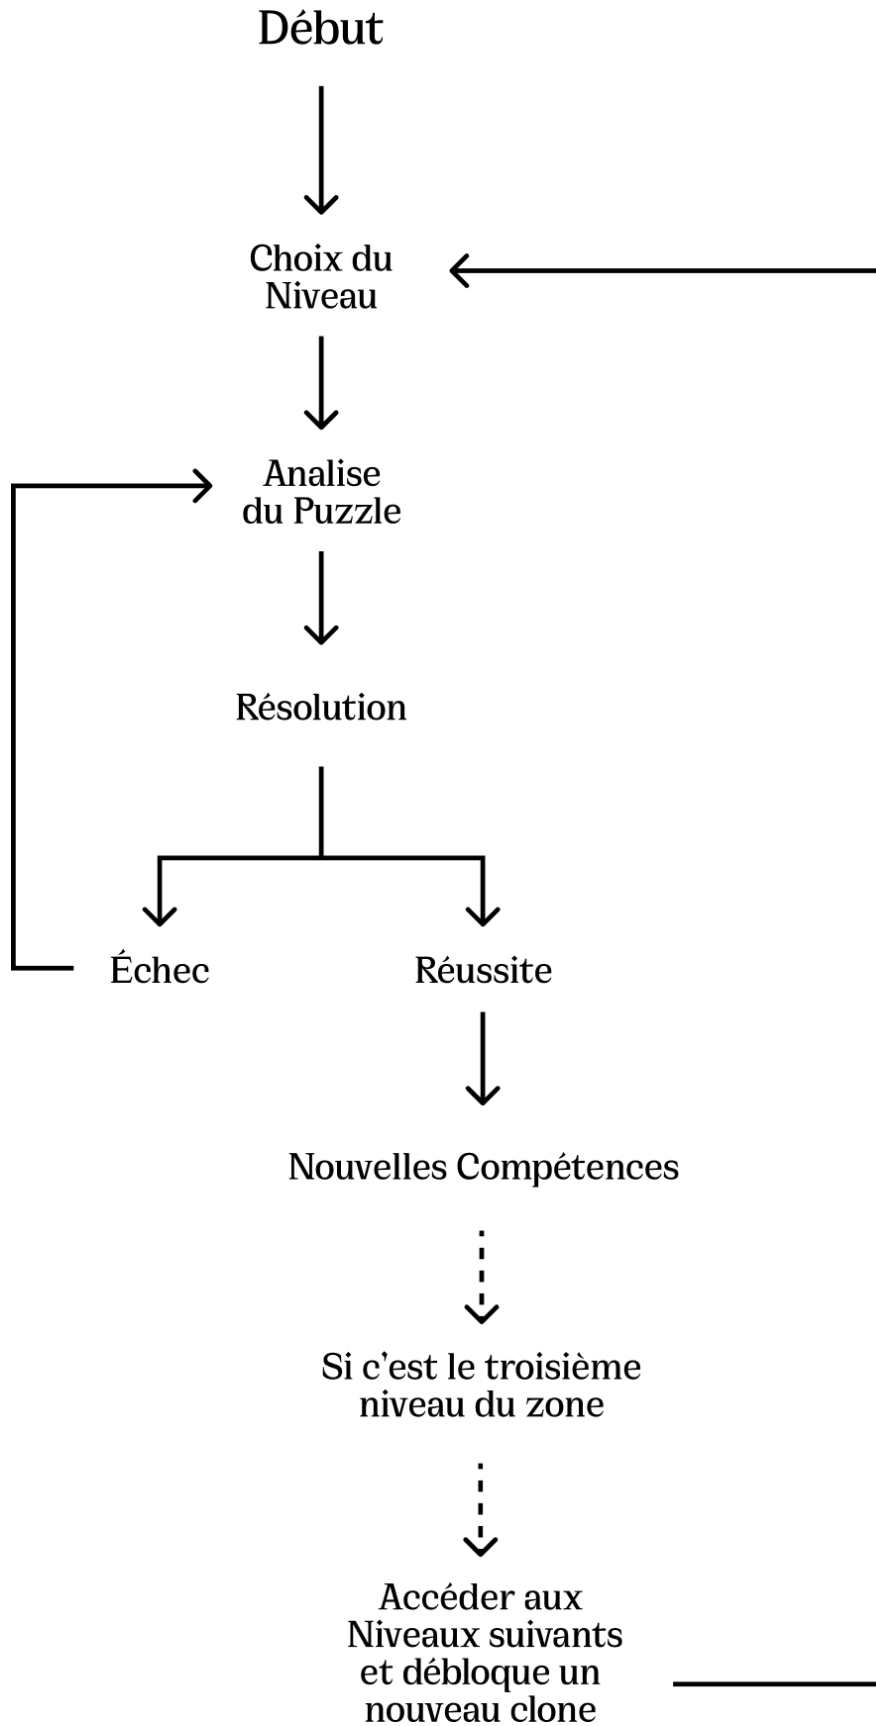 Début
Choix du
Niveau
Analise
du Puzzle
Résolution
Échec
Réussite
Nouvelles Compétences
Si c'est le troisième
niveau du zone
Accéder aux
Niveaux suivants
et débloque un
nouveau clone